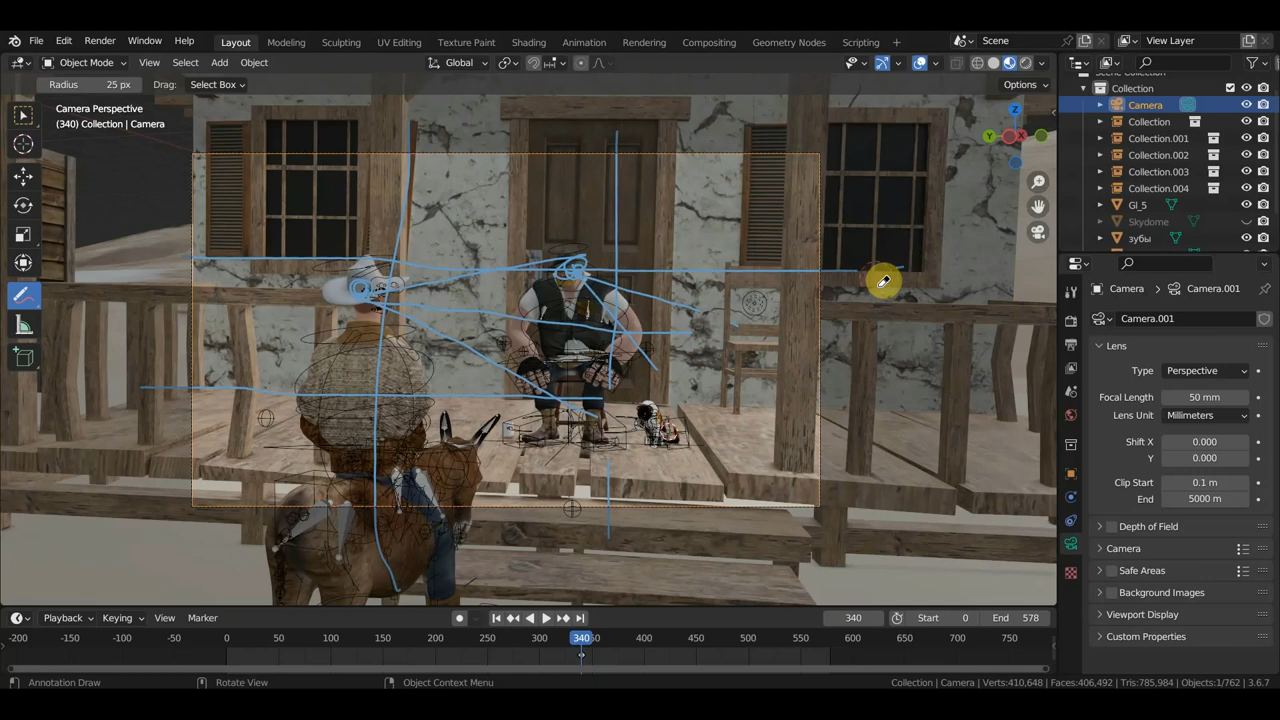 File Edit Render Window Help Layout Modeling Sculpting UV Editing Texture Paint Shading Animation Rendering Compositing Geometry Nodes Scripting + Scene View Layer
Object Mode View Select Add Object Global
Radius 25 px Drag: Select Box Options
Camera Perspective
(340) Collection | Camera
Z
Y
X
Collection
Camera
Collection
Collection.001
Collection.002
Collection.003
Collection.004
Gl_5
Skydome
зубы
Camera > Camera.001
Camera.001
Lens
Type Perspective
Focal Length 50 mm
Lens Unit Millimeters
Shift X 0.000
Y 0.000
Clip Start 0.1 m
End 5000 m
Depth of Field
Camera
Safe Areas
Background Images
Viewport Display
Custom Properties
Playback Keying View Marker 340 Start 0 End 578
-200 -150 -100 -50 0 50 100 150 200 250 300 340 400 450 500 550 600 650 700 750
Annotation Draw Rotate View Object Context Menu Collection | Camera | Verts:410,648 | Faces:406,492 | Tris:785,984 | Objects:1/762 | 3.6.7